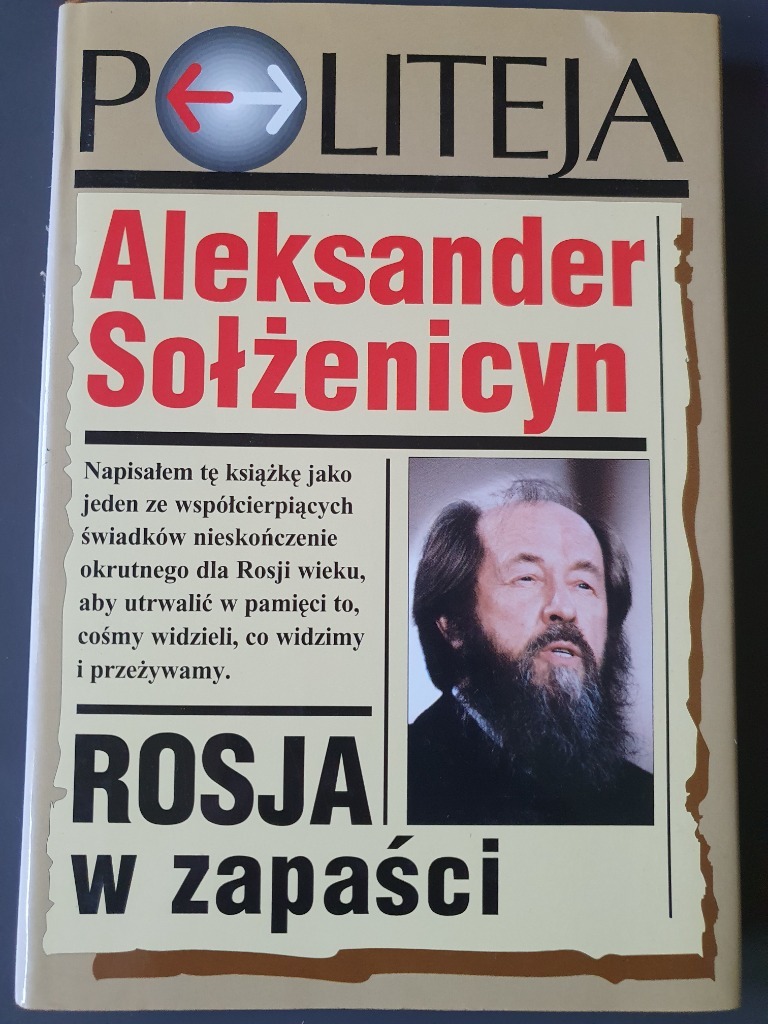 POLITEJA
Aleksander
Sołżenicyn
Napisałem tę książkę jako
jeden ze współcierpiących
świadków nieskończenie
okrutnego dla Rosji wieku,
aby utrwalić w pamięci to,
cośmy widzieli, co widzimy
i przeżywamy.
ROSJA
w zapaści